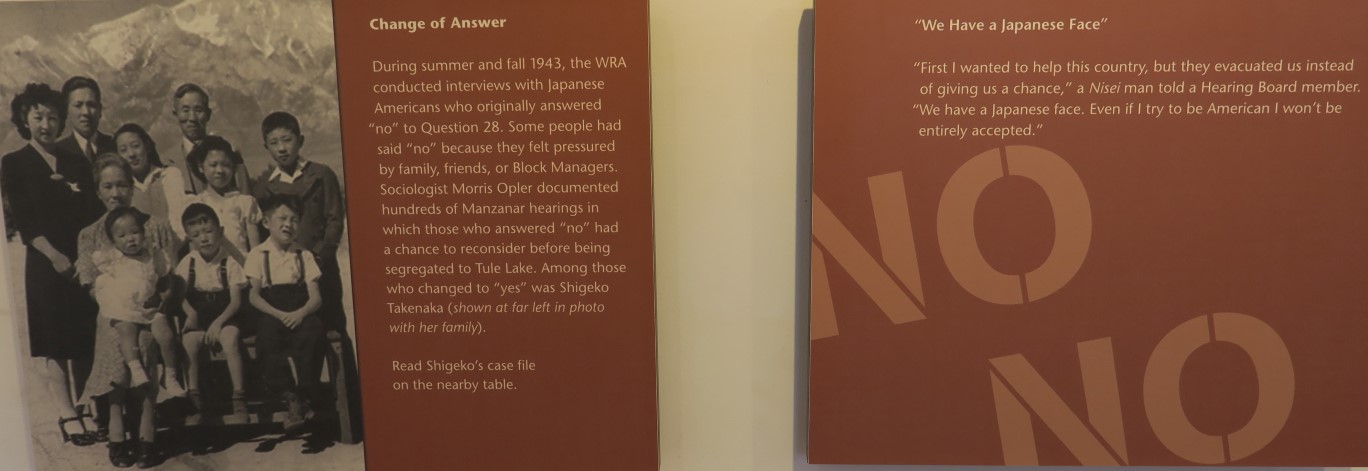 Change of Answer
During summer and fall 1943, the WRA
conducted interviews with Japanese
Americans who originally answered
“no” to Question 28. Some people had
said “no” because they felt pressured
by family, friends, or Block Managers.
Sociologist Morris Opler documented
hundreds of Manzanar hearings in
which those who answered “no” had
a chance to reconsider before being
segregated to Tule Lake. Among those
who changed to “yes” was Shigeko
Takenaka (shown at far left in photo
with her family).
Read Shigeko’s case file
on the nearby table.
“We Have a Japanese Face”
“First I wanted to help this country, but they evacuated us instead
of giving us a chance,” a Nisei man told a Hearing Board member.
“We have a Japanese face. Even if I try to be American I won’t be
entirely accepted.”
NO
NO